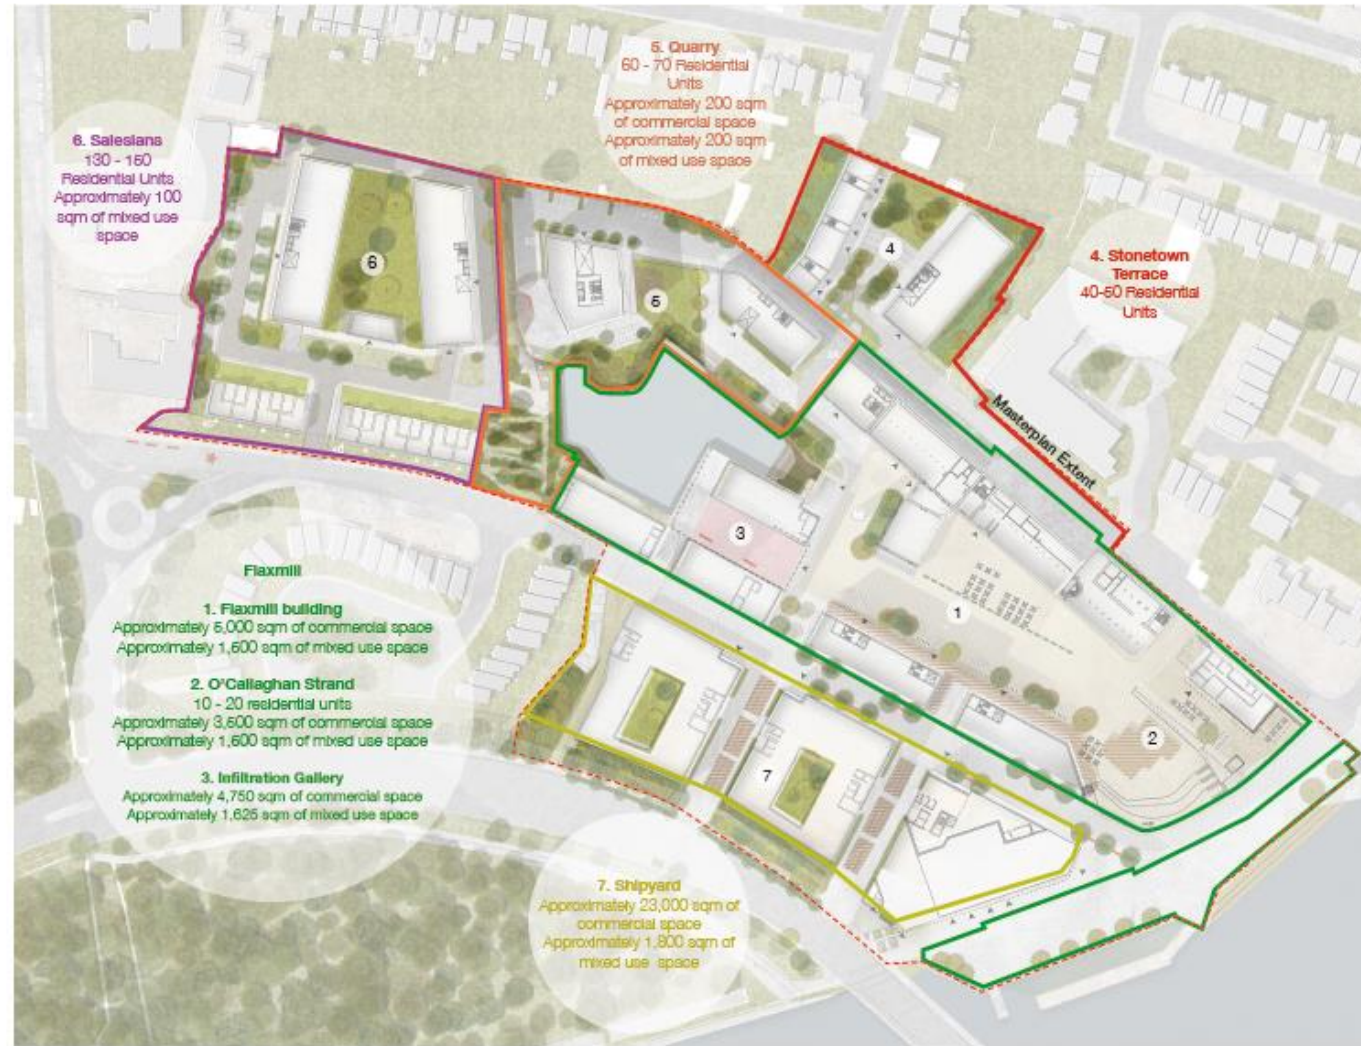 5. Quarry
60 - 70 Residential
Units
Approximately 200 sqm
of commercial space
Approximately 200 sqm
of mixed use space
6. Salesians
130 - 150
Residential Units
Approximately 100
sqm of mixed use
space
4. Stonetown
Terrace
40-50 Residential
Units
6
5
4
Masterplan Extent
3
1
2
7
Flaxmill
1. Flaxmill building
Approximately 5,000 sqm of commercial space
Approximately 1,600 sqm of mixed use space
2. O'Callaghan Strand
10 - 20 residential units
Approximately 3,600 sqm of commercial space
Approximately 1,600 sqm of mixed use space
3. Infiltration Gallery
Approximately 4,750 sqm of commercial space
Approximately 1,625 sqm of mixed use space
7. Shipyard
Approximately 23,000 sqm of
commercial space
Approximately 1,800 sqm of
mixed use space